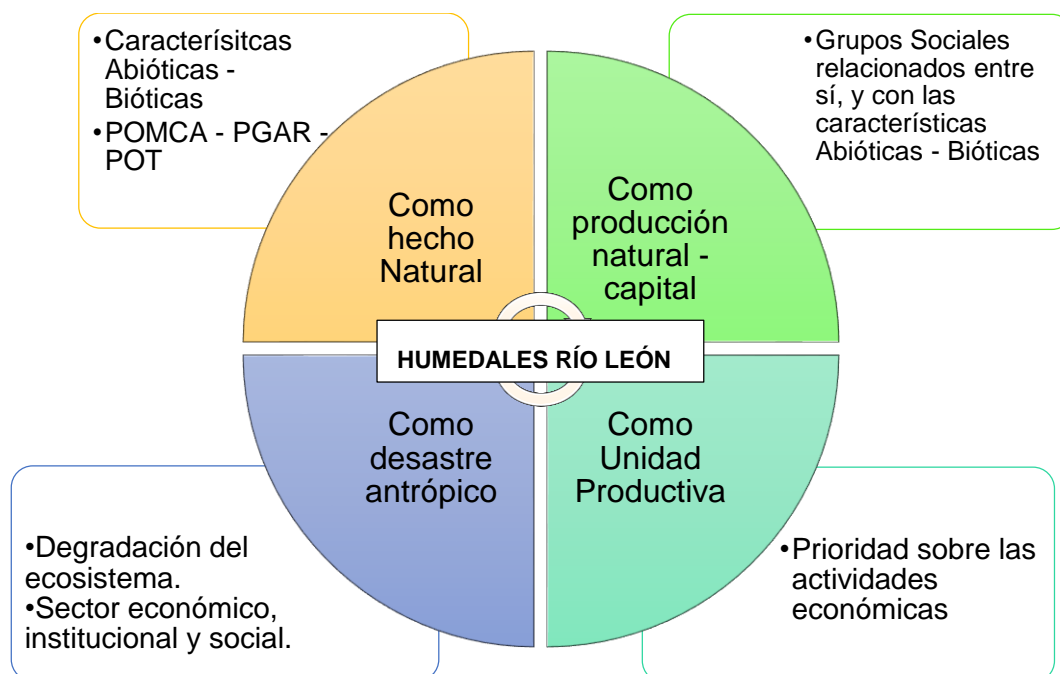 •Caracterísitcas
Abióticas -
Bióticas
•POMCA - PGAR -
POT
•Grupos Sociales
relacionados entre
sí, y con las
características
Abióticas - Bióticas
Como
hecho
Natural
Como
producción
natural -
capital
HUMEDALES RÍO LEÓN
Como
desastre
antrópico
Como
Unidad
Productiva
•Degradación del
ecosistema.
•Sector económico,
institucional y social.
•Prioridad sobre las
actividades
económicas